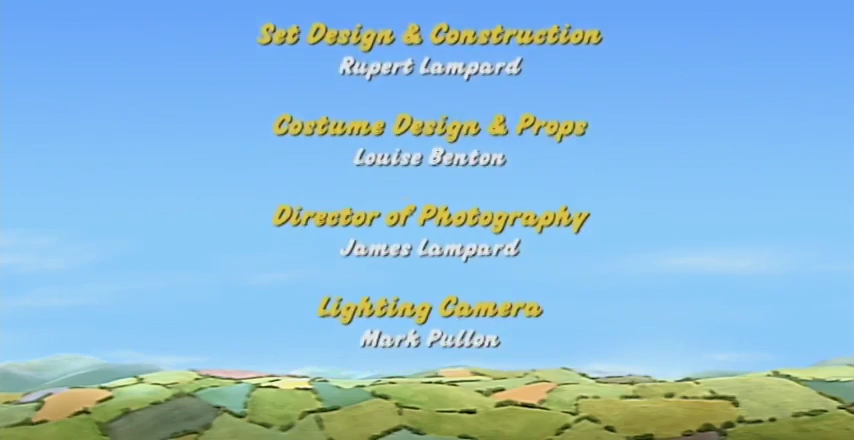 Set Design & Construction
Rupert Lampard
Costume Design & Props
Louise Benton
Director of Photography
James Lampard
Lighting Camera
Mark Pullon